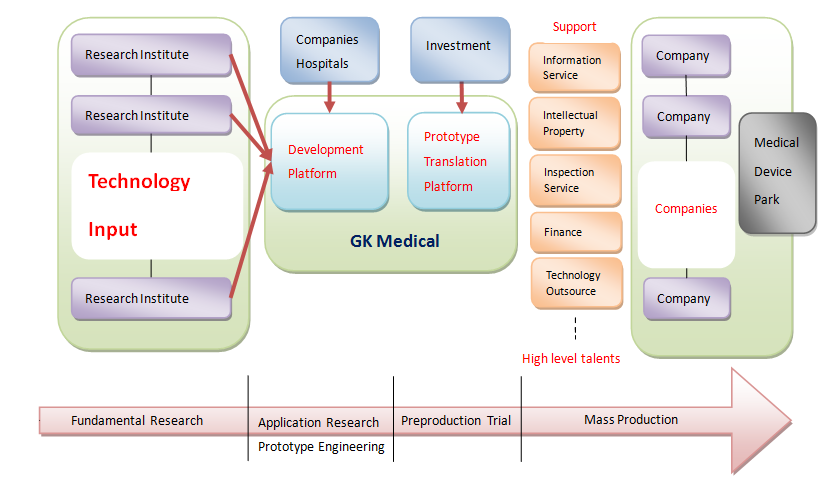 Research Institute
Research Institute
Technology
Input
Research Institute
Companies
Hospitals
Investment
Development
Platform
Prototype
Translation
Platform
GK Medical
Support
Information
Service
Intellectual
Property
Inspection
Service
Finance
Technology
Outsource
High level talents
Company
Company
Companies
Company
Medical
Device
Park
Fundamental Research
Application Research
Prototype Engineering
Preproduction Trial
Mass Production